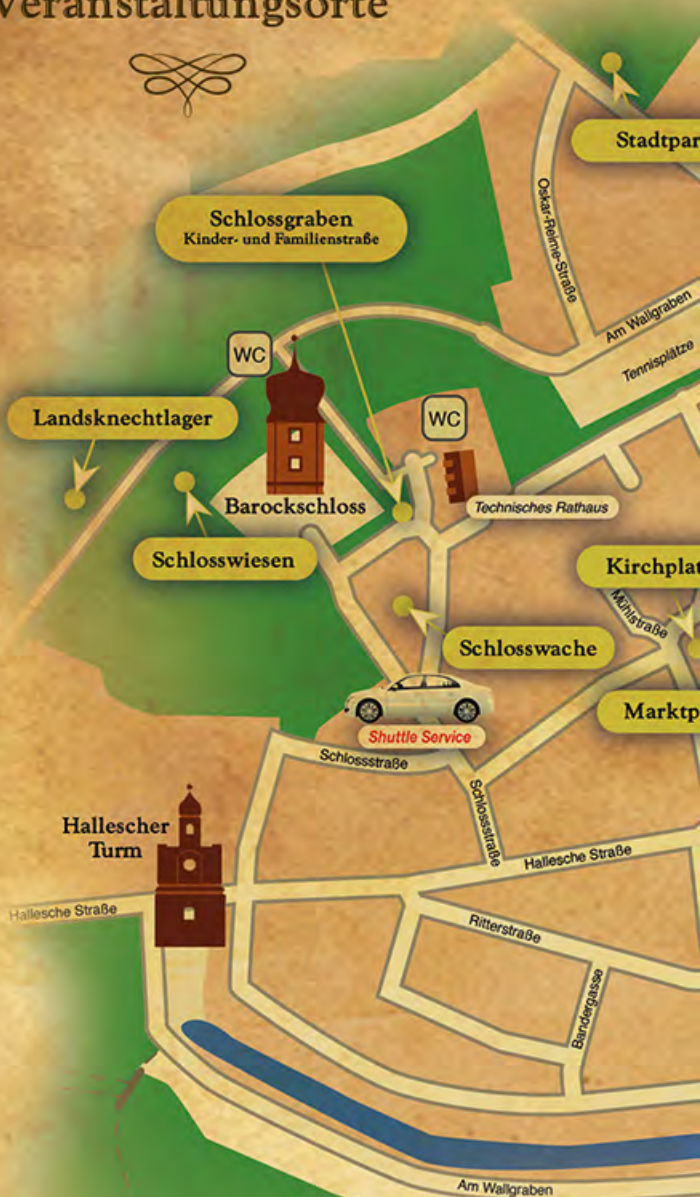 Veranstaltungsorte
Stadtpar
Schlossgraben
Kinder- und Familienstraße
Oskar-Reime-Straße
Am Wallgraben
Tennisplätze
WC
Landsknechtlager
WC
Barockschloss
Technisches Rathaus
Schlosswiesen
Kirchplat
Mühlstraße
Schlosswache
Marktp
Shuttle Service
Schlossstraße
Schlossstraße
Hallescher
Turm
Hallesche Straße
Hallesche Straße
Ritterstraße
Bandergasse
Am Wallgraben